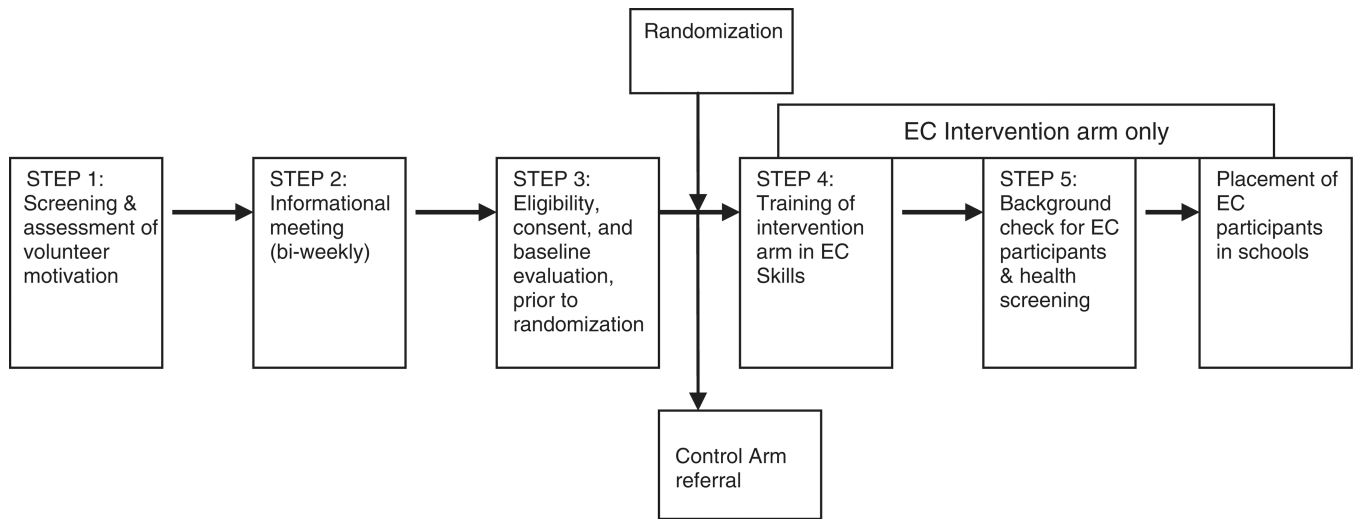 Randomization
EC Intervention arm only
STEP 1:
Screening &
assessment of
volunteer
motivation
STEP 2:
Informational
meeting
(bi-weekly)
STEP 3:
Eligibility,
consent, and
baseline
evaluation,
prior to
randomization
STEP 4:
Training of
intervention
arm in EC
Skills
STEP 5:
Background
check for EC
participants
& health
screening
Placement of
EC
participants
in schools
Control Arm
referral